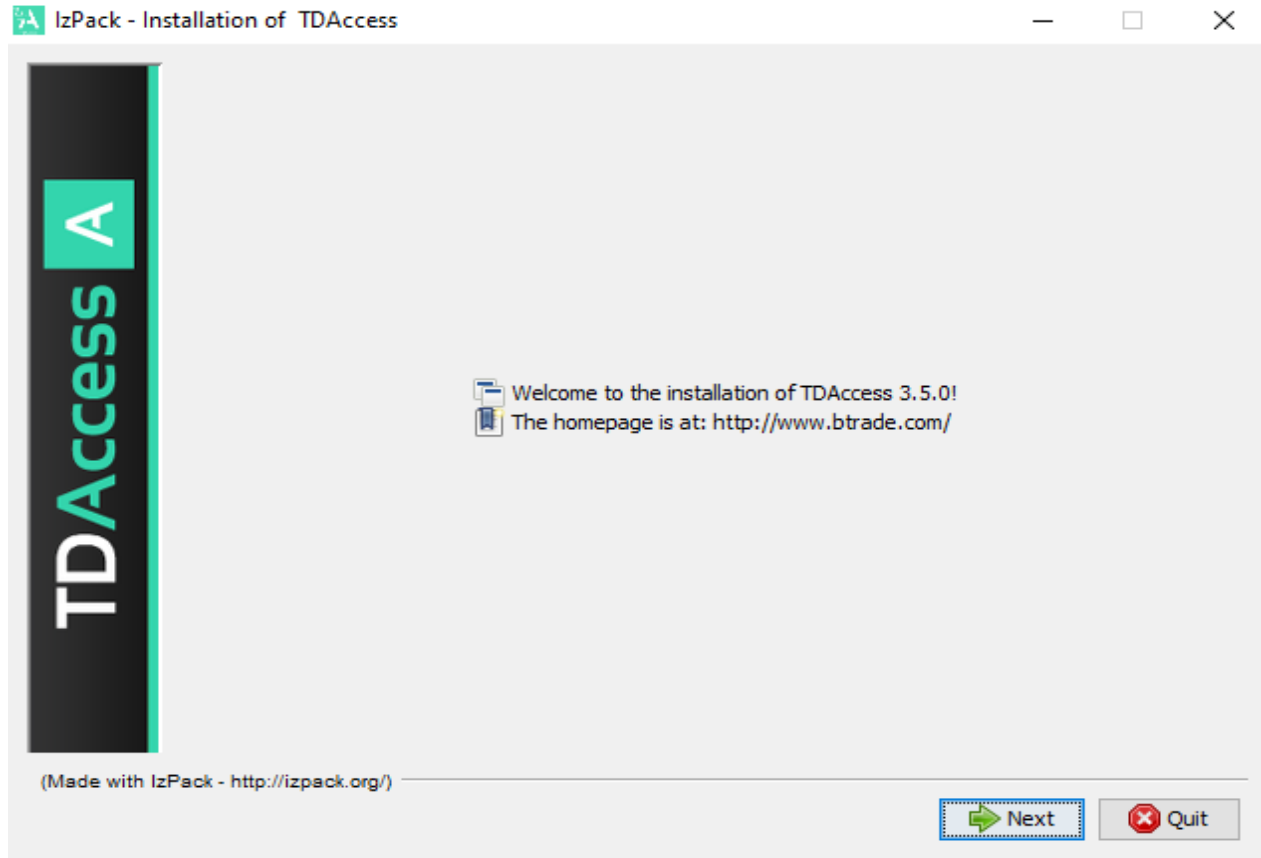 IzPack - Installation of  TDAccess
TDAccess A
Welcome to the installation of TDAccess 3.5.0!
The homepage is at: http://www.btrade.com/
(Made with IzPack - http://izpack.org/)
Next
Quit